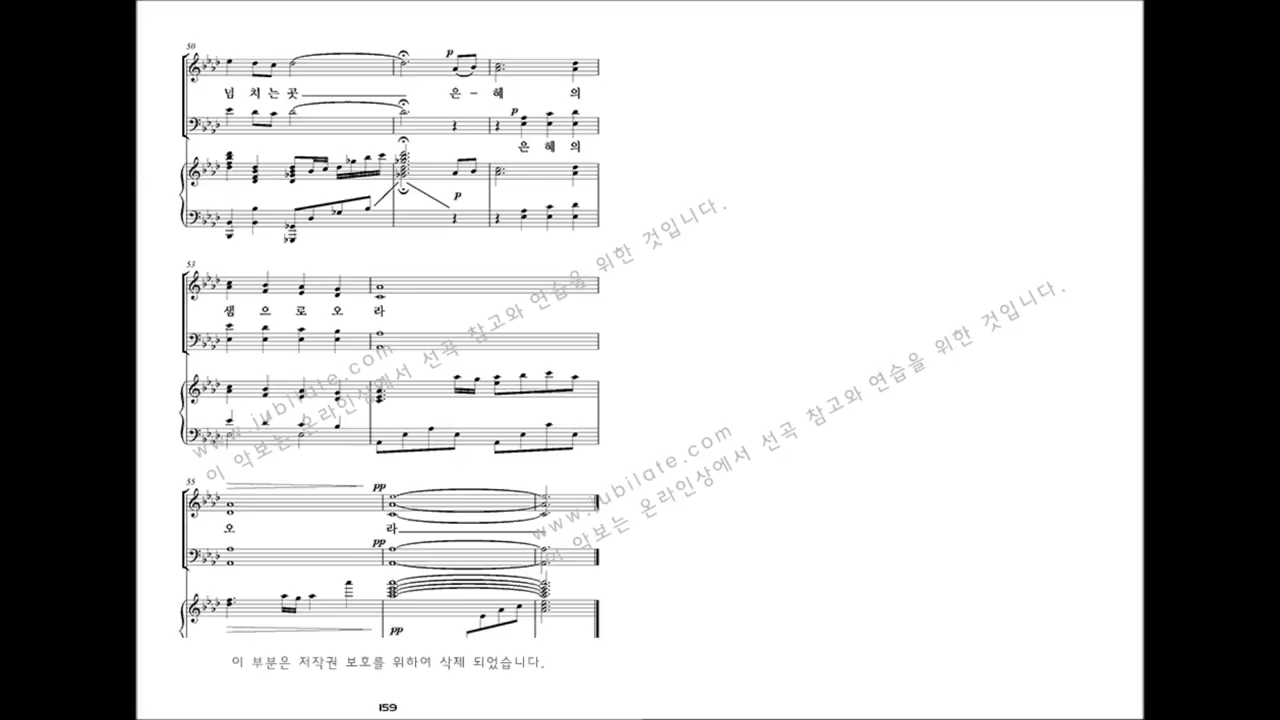 50
p
넘 치 는 곳 은 - 혜 의
p
은 혜 의
p
53
샘 으 로 오 라
55
pp
오 라
pp
pp
www.jubilate.com
이 악보는 온라인상에서 선곡 참고와 연습을 위한 것입니다.
www.jubilate.com
이 악보는 온라인상에서 선곡 참고와 연습을 위한 것입니다.
이 부분은 저작권 보호를 위하여 삭제 되었습니다.
159